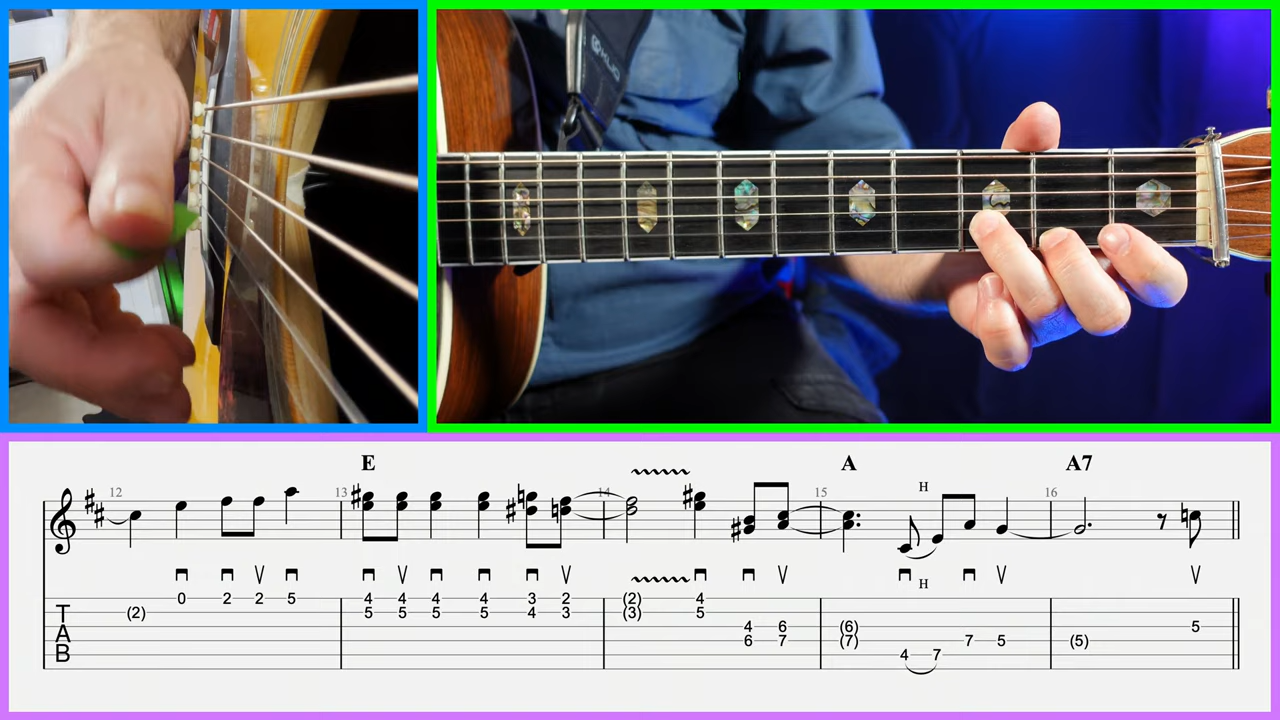 KLIQ
E A A7
12 13 14 15 16
H
H
0 2 2 5 4 4 4 4 3 2 (2) 4
T (2) 5 5 5 5 4 3 (3) 5
4 6 (6) 5
A 6 7 (7) 7 5 (5)
B 4 7